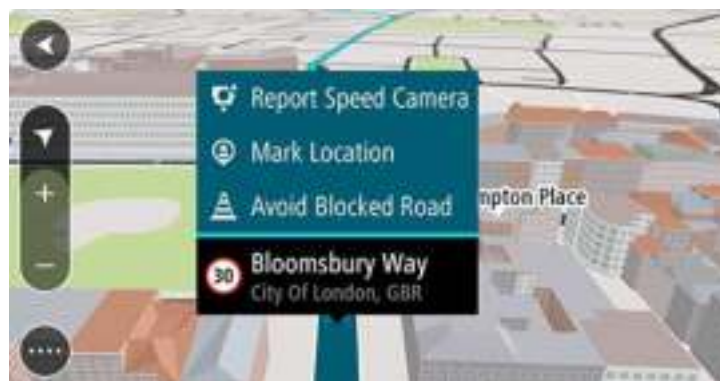 Report Speed Camera
Mark Location
Avoid Blocked Road
mpton Place
30
Bloomsbury Way
City Of London, GBR